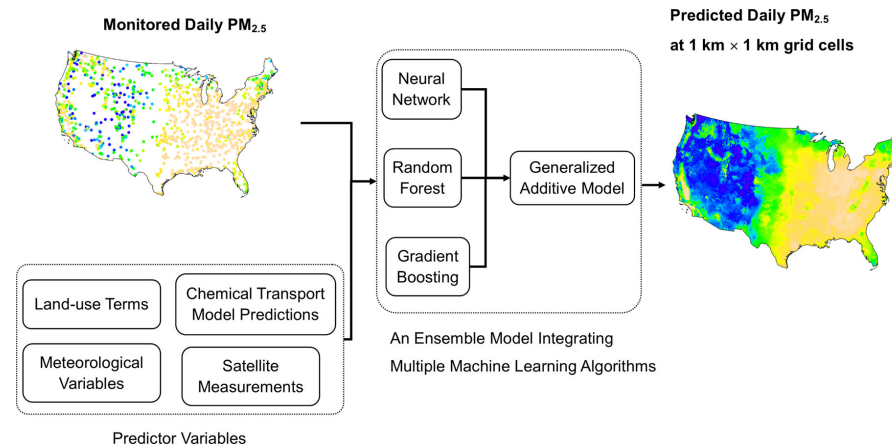 Monitored Daily PM2.5
Predicted Daily PM2.5
at 1 km × 1 km grid cells
Neural
Network
Random
Forest
Gradient
Boosting
Generalized
Additive Model
Land-use Terms
Chemical Transport
Model Predictions
Meteorological
Variables
Satellite
Measurements
An Ensemble Model Integrating
Multiple Machine Learning Algorithms
Predictor Variables